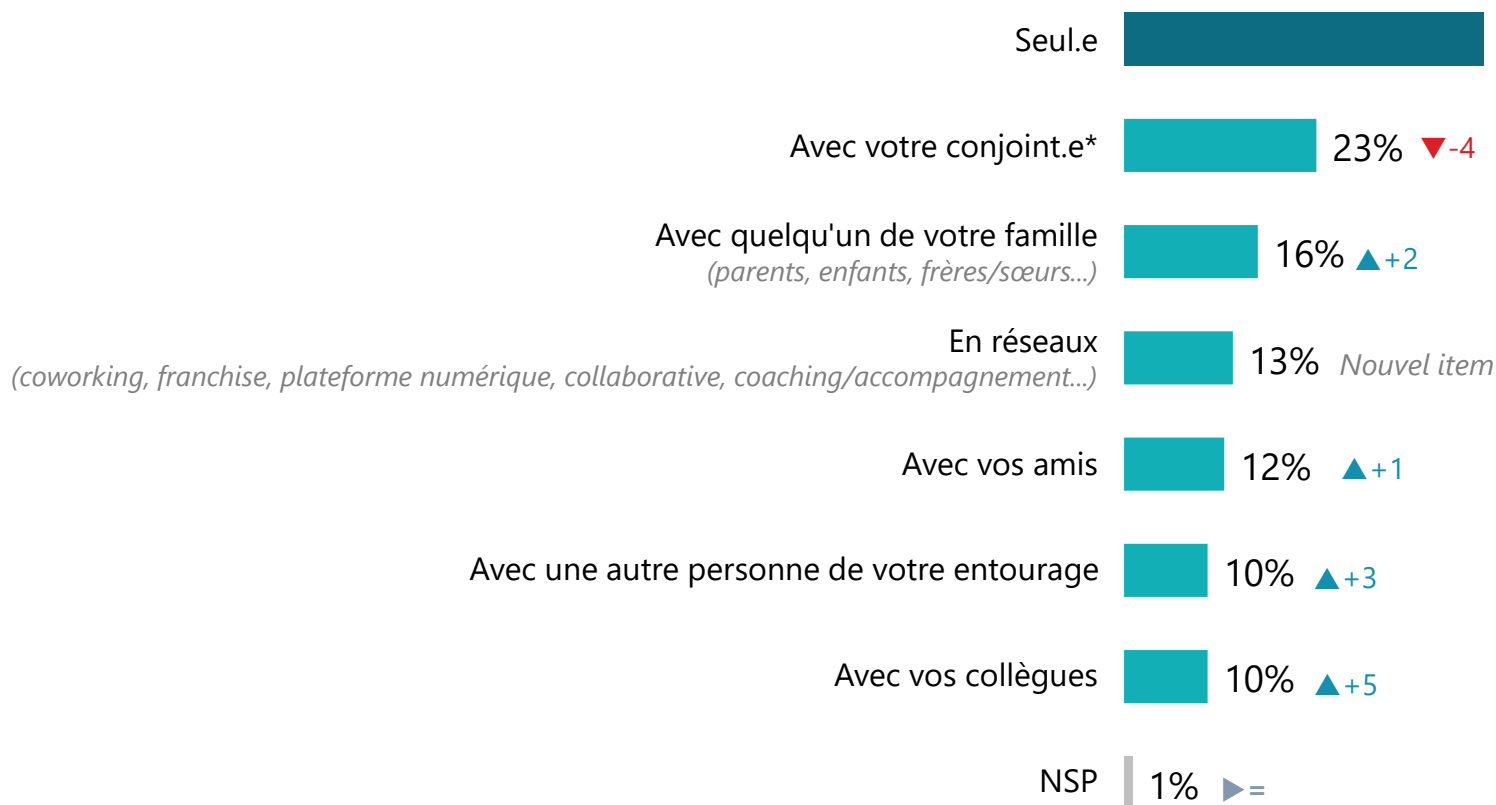 Seul.e
Avec votre conjoint.e* 23% ▼-4
Avec quelqu'un de votre famille
(parents, enfants, frères/sœurs...) 16% ▲+2
En réseaux
(coworking, franchise, plateforme numérique, collaborative, coaching/accompagnement...) 13% Nouvel item
Avec vos amis 12% ▲+1
Avec une autre personne de votre entourage 10% ▲+3
Avec vos collègues 10% ▲+5
NSP 1% ►=